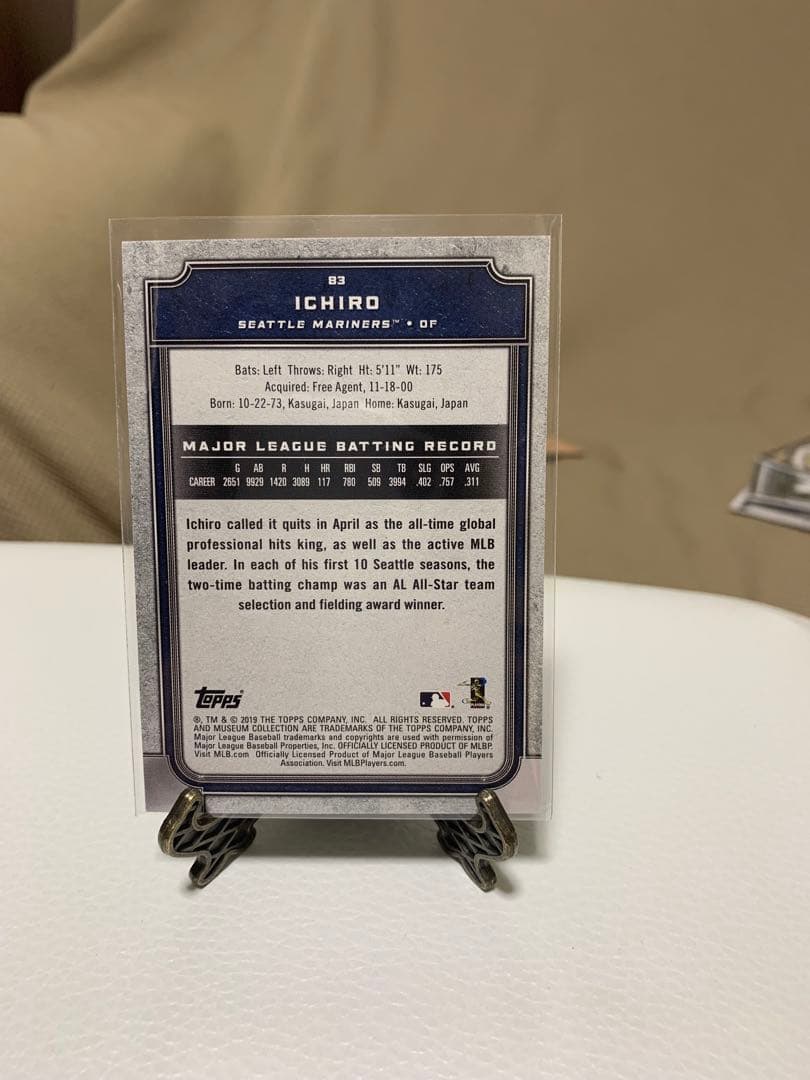 83
ICHIRO
SEATTLE MARINERS™ • OF
Bats: Left Throws: Right Ht: 5'11" Wt: 175
Acquired: Free Agent, 11-18-00
Born: 10-22-73, Kasugai, Japan Home: Kasugai, Japan
MAJOR LEAGUE BATTING RECORD
G AB R H HR RBI SB TB SLG OPS AVG
CAREER 2651 9929 1420 3089 117 780 509 3994 .402 .757 .311
Ichiro called it quits in April as the all-time global
professional hits king, as well as the active MLB
leader. In each of his first 10 Seattle seasons, the
two-time batting champ was an AL All-Star team
selection and fielding award winner.
topps®
®, TM & © 2019 THE TOPPS COMPANY, INC. ALL RIGHTS RESERVED. TOPPS
AND MUSEUM COLLECTION ARE TRADEMARKS OF THE TOPPS COMPANY, INC.
Major League Baseball trademarks and copyrights are used with permission of
Major League Baseball Properties, Inc. OFFICIALLY LICENSED PRODUCT OF MLBP.
Visit MLB.com Officially Licensed Product of Major League Baseball Players
Association. Visit MLBPlayers.com.